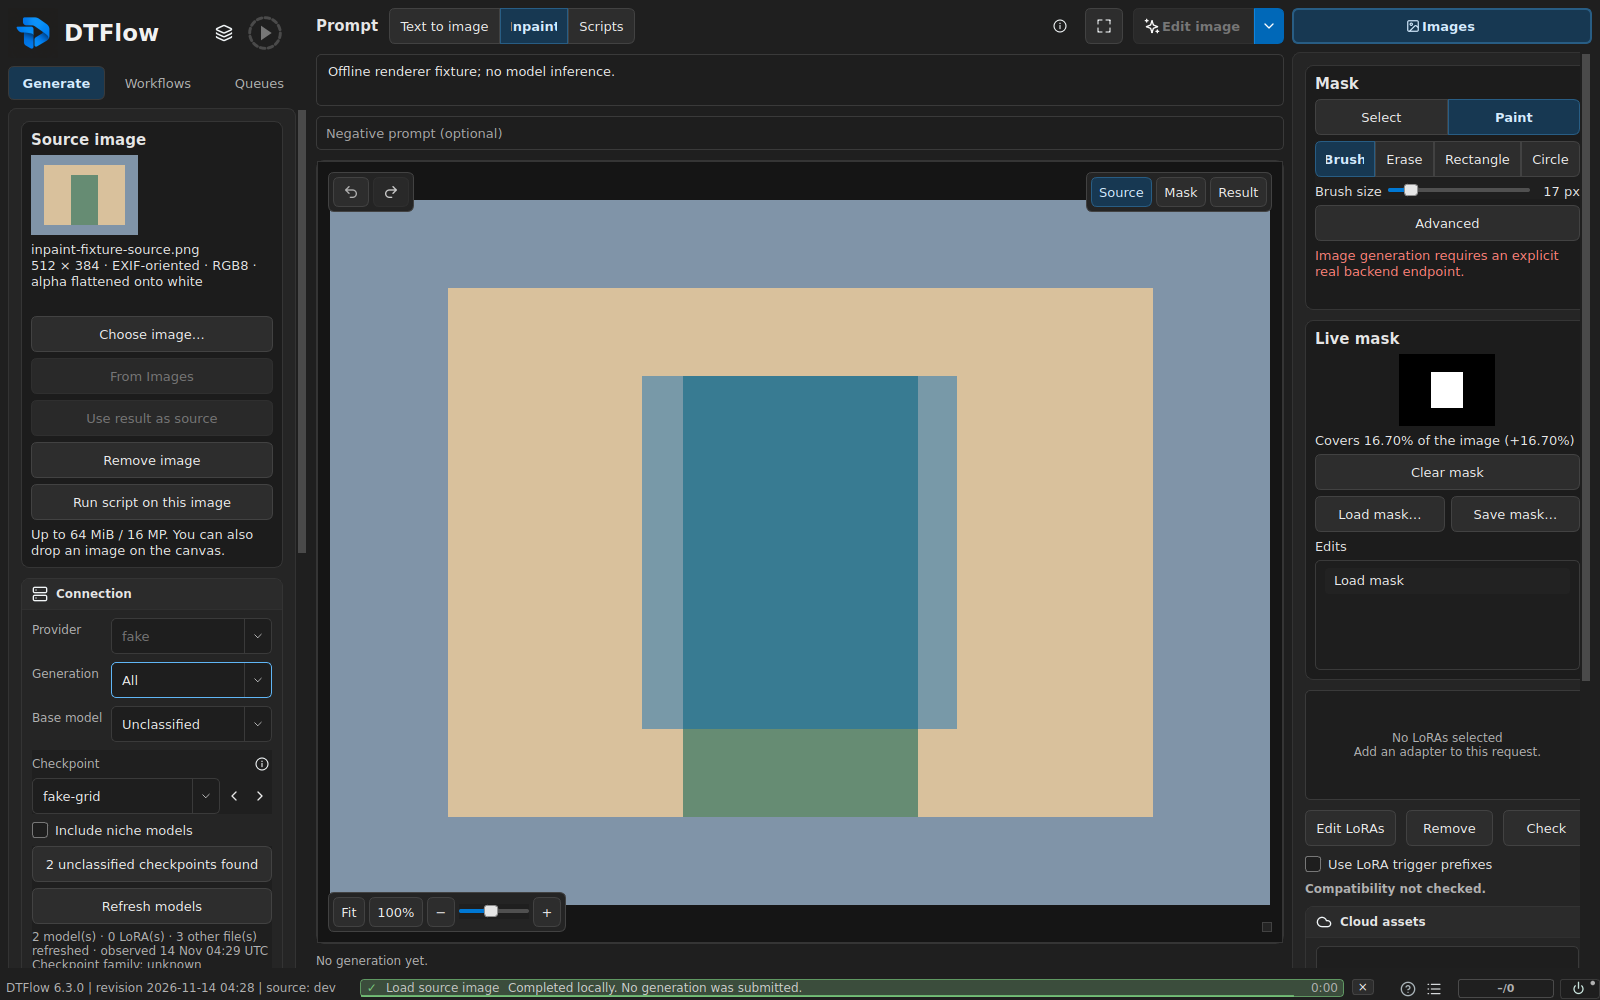 DTFlow
Generate
Workflows
Queues
Source image
inpaint-fixture-source.png
512 × 384 · EXIF-oriented · RGB8 ·
alpha flattened onto white
Choose image...
From Images
Use result as source
Remove image
Run script on this image
Up to 64 MiB / 16 MP. You can also
drop an image on the canvas.
Connection
Provider
fake
Generation
All
Base model
Unclassified
Checkpoint
fake-grid
Include niche models
2 unclassified checkpoints found
Refresh models
2 model(s) · 0 LoRA(s) · 3 other file(s)
refreshed · observed 14 Nov 04:29 UTC
Checkpoint family: unknown
Prompt
Text to image
Inpaint
Scripts
Edit image
Offline renderer fixture; no model inference.
Negative prompt (optional)
Source
Mask
Result
Fit
100%
−
+
No generation yet.
Images
Mask
Select
Paint
Brush
Erase
Rectangle
Circle
Brush size
17 px
Advanced
Image generation requires an explicit
real backend endpoint.
Live mask
Covers 16.70% of the image (+16.70%)
Clear mask
Load mask...
Save mask...
Edits
Load mask
No LoRAs selected
Add an adapter to this request.
Edit LoRAs
Remove
Check
Use LoRA trigger prefixes
Compatibility not checked.
Cloud assets
DTFlow 6.3.0 | revision 2026-11-14 04:28 | source: dev
✓ Load source image Completed locally. No generation was submitted.
0:00
–/0